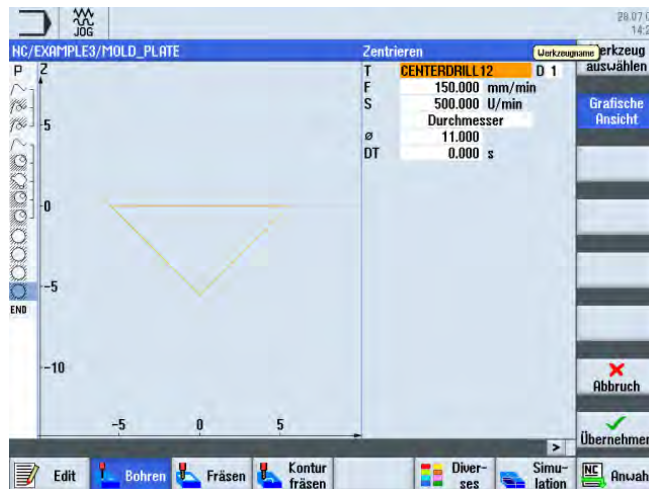 JOG
28.07.0
14:2
NC/EXAMPLE3/MOLD_PLATE
Zentrieren
Werkzeugname
erkzeug
auswählen
P
Z
T CENTERDRILL12 D 1
F 150.000 mm/min
S 500.000 U/min
Durchmesser
ø 11.000
DT 0.000 s
Grafische
Ansicht
-5
-0
-5
END
-10
-5 0 5
Abbruch
Übernehmen
>
Edit
Bohren
Fräsen
Kontur
fräsen
Diver-
ses
Simu-
lation
NC
Anwah